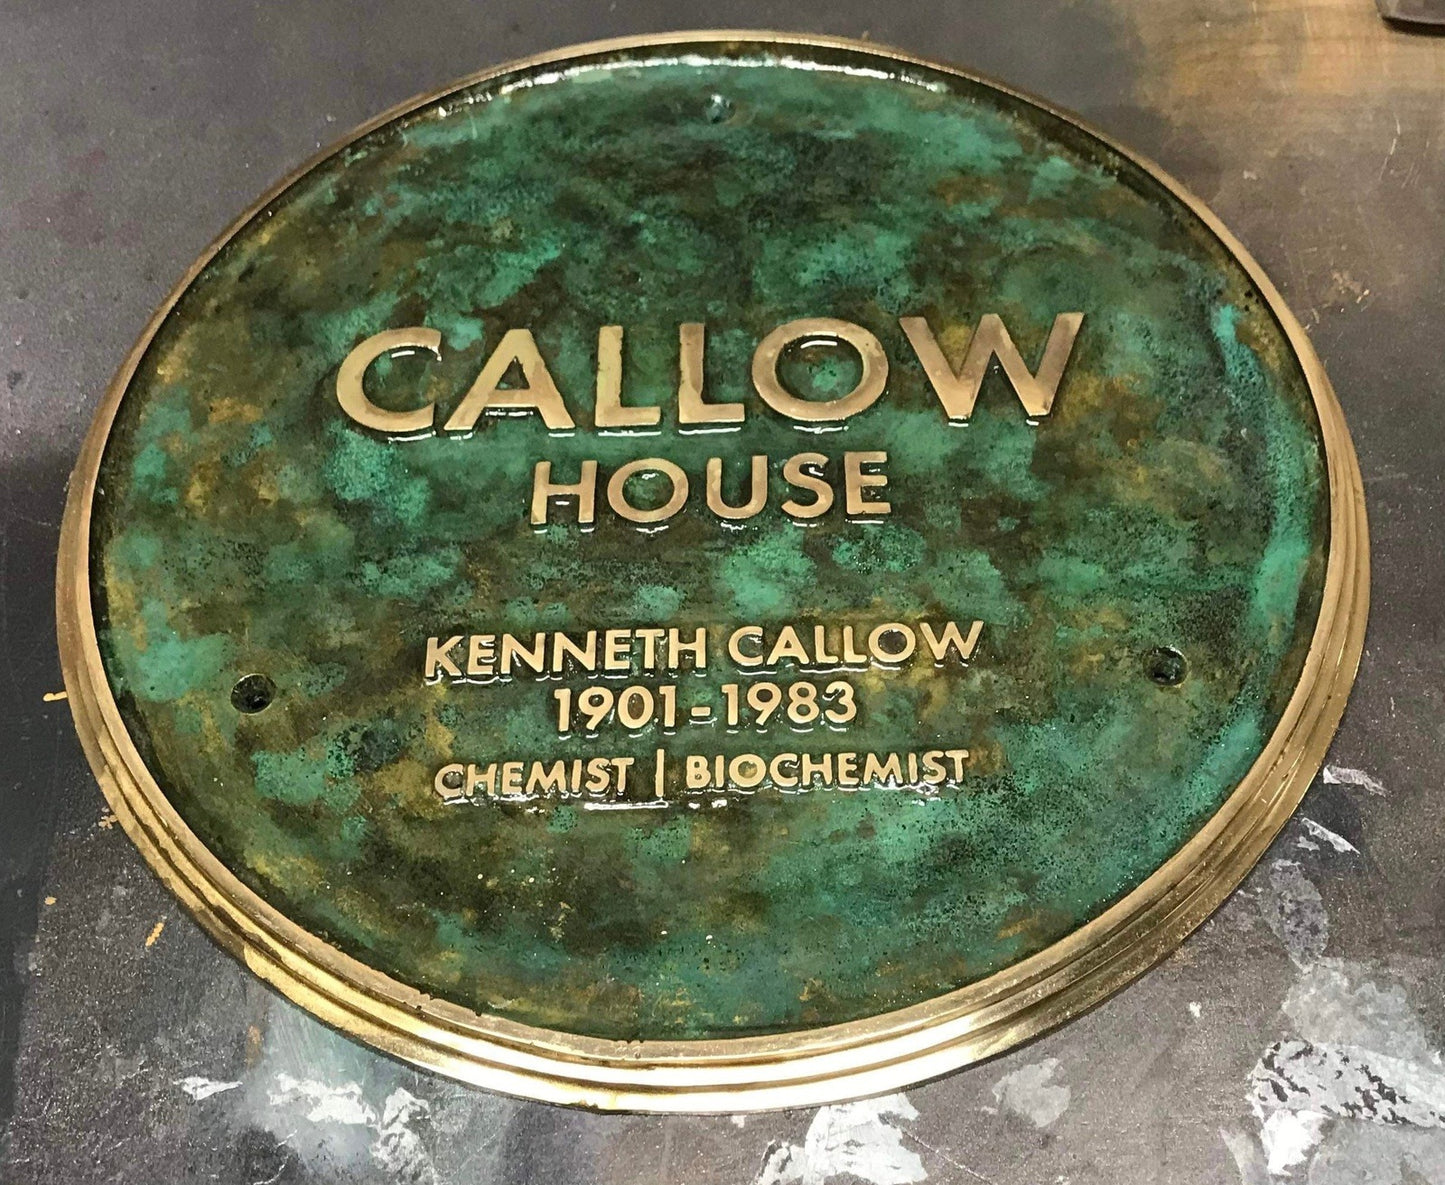 CALLOW
HOUSE
KENNETH CALLOW
1901-1983
CHEMIST | BIOCHEMIST